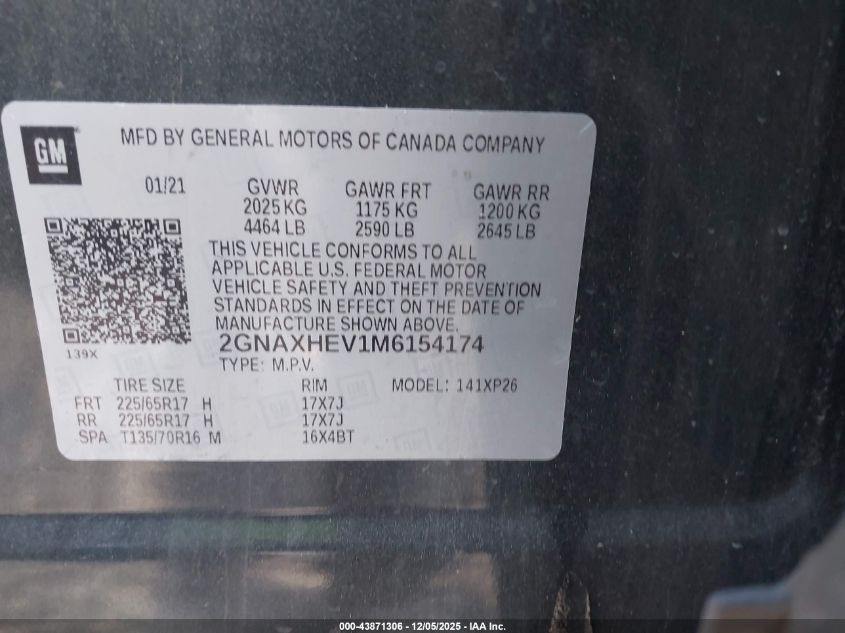 GM
MFD BY GENERAL MOTORS OF CANADA COMPANY
01/21 GVWR GAWR FRT GAWR RR
2025 KG 1175 KG 1200 KG
4464 LB 2590 LB 2645 LB
THIS VEHICLE CONFORMS TO ALL
APPLICABLE U.S. FEDERAL MOTOR
VEHICLE SAFETY AND THEFT PREVENTION
STANDARDS IN EFFECT ON THE DATE OF
MANUFACTURE SHOWN ABOVE.
139X
2GNAXHEV1M6154174
TYPE: M.P.V.
TIRE SIZE RIM MODEL: 141XP26
FRT 225/65R17 H 17X7J
RR 225/65R17 H 17X7J
SPA T135/70R16 M 16X4BT
000-43871306 - 12/05/2025 - IAA Inc.